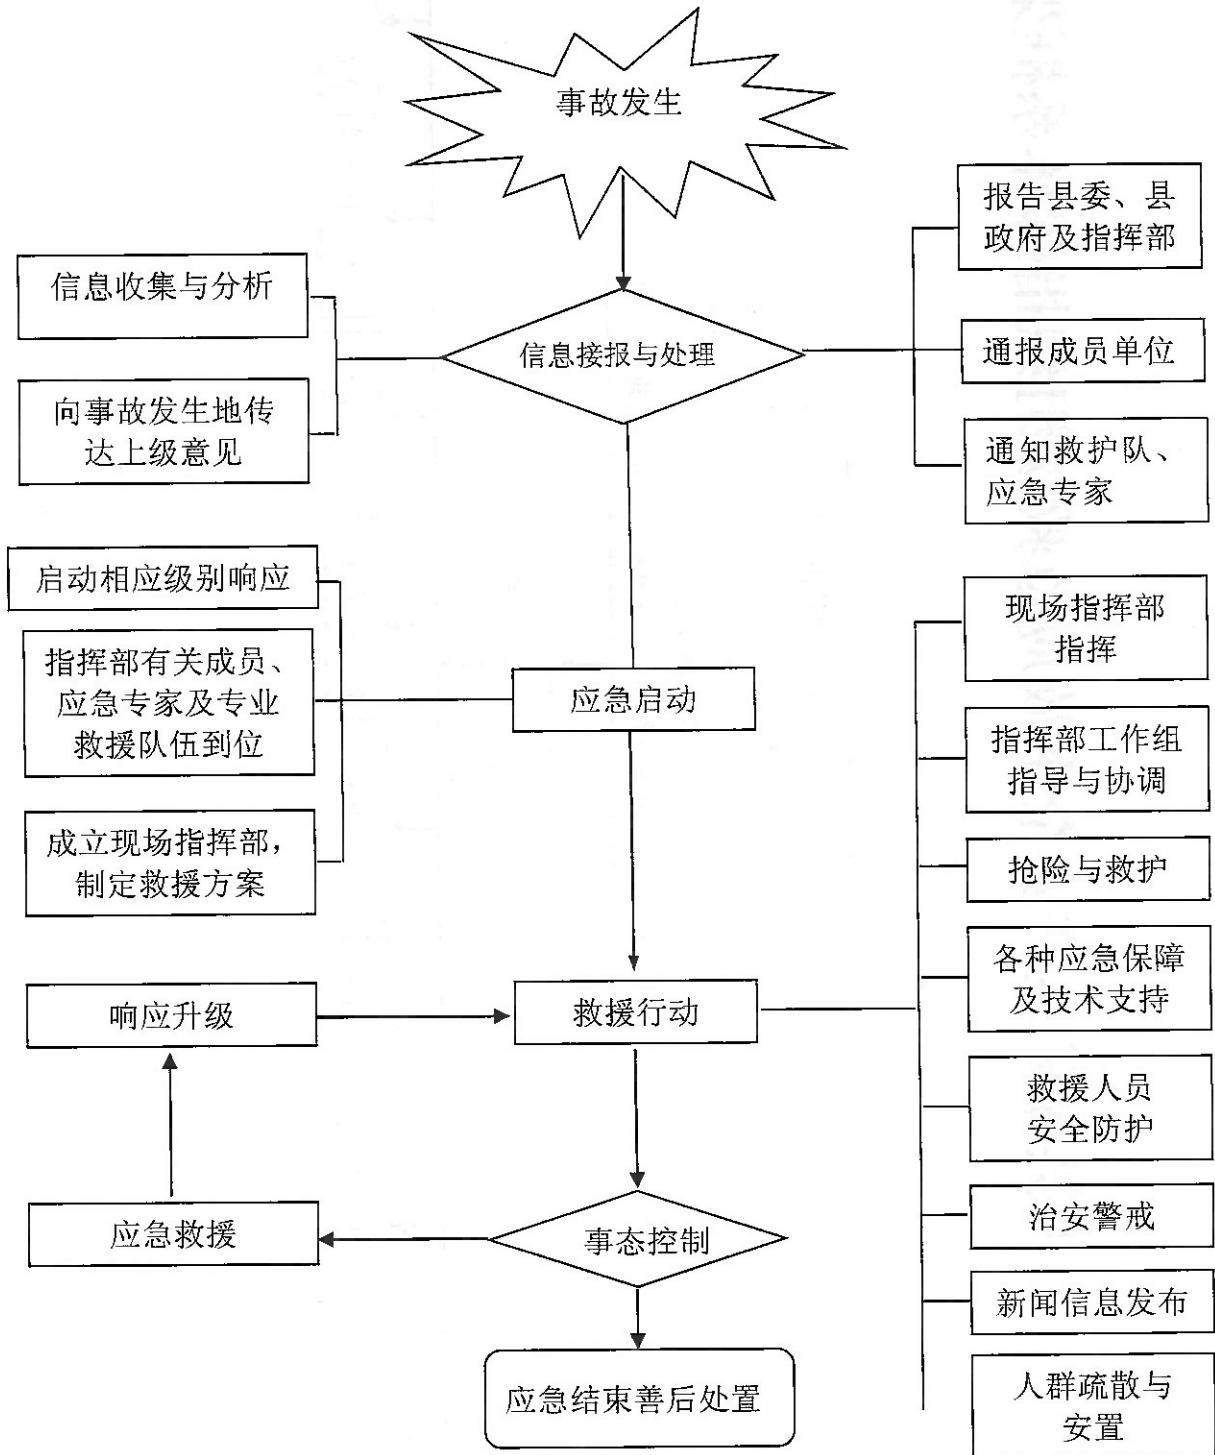 事故发生
报告县委、县
政府及指挥部
信息收集与分析
信息接报与处理
通报成员单位
向事故发生地传
达上级意见
通知救护队、
应急专家
启动相应级别响应
现场指挥部
指挥
指挥部有关成员、
应急专家及专业
救援队伍到位
应急启动
指挥部工作组
指导与协调
成立现场指挥部，
制定救援方案
抢险与救护
各种应急保障
及技术支持
响应升级
救援行动
救援人员
安全防护
应急救援
事态控制
治安警戒
新闻信息发布
应急结束善后处置
人群疏散与
安置